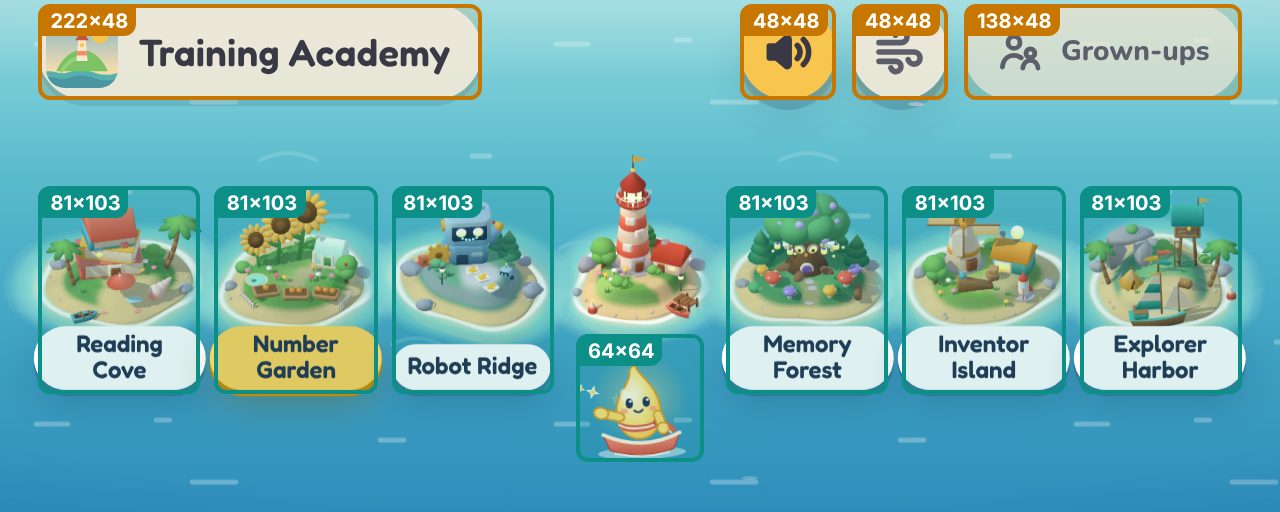 222×48
Training Academy
48×48
48×48
138×48
Grown-ups
81×103
Reading
Cove
81×103
Number
Garden
81×103
Robot Ridge
64×64
81×103
Memory
Forest
81×103
Inventor
Island
81×103
Explorer
Harbor